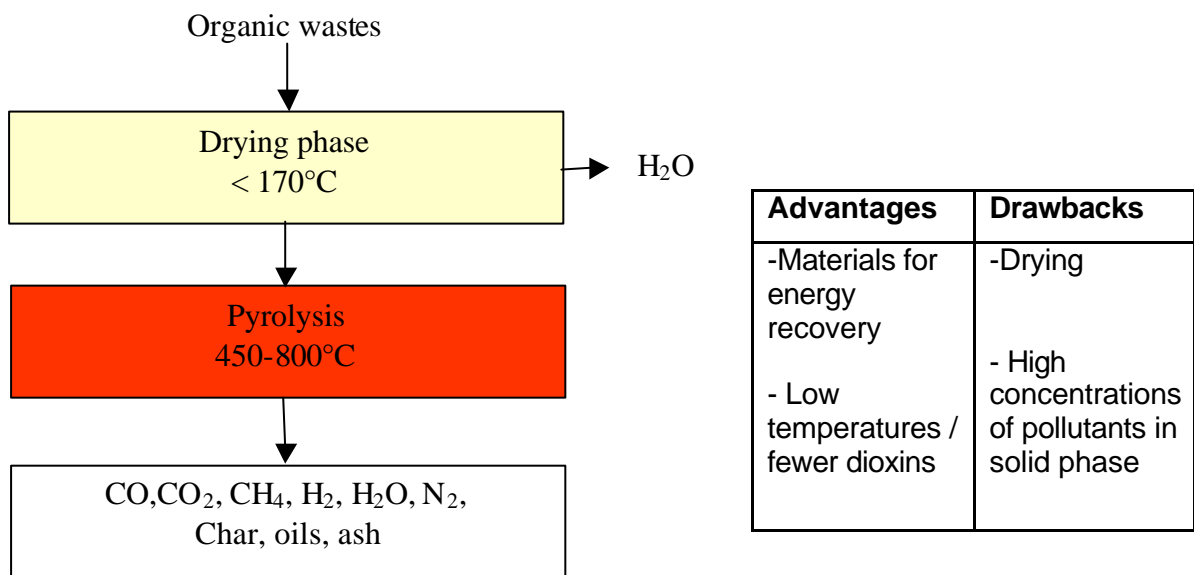 Organic wastes
Drying phase
< 170°C
H₂O
Pyrolysis
450-800°C
CO,CO₂, CH₄, H₂, H₂O, N₂,
Char, oils, ash
Advantages
Drawbacks
-Materials for
energy
recovery
- Low
temperatures /
fewer dioxins
-Drying
- High
concentrations
of pollutants in
solid phase